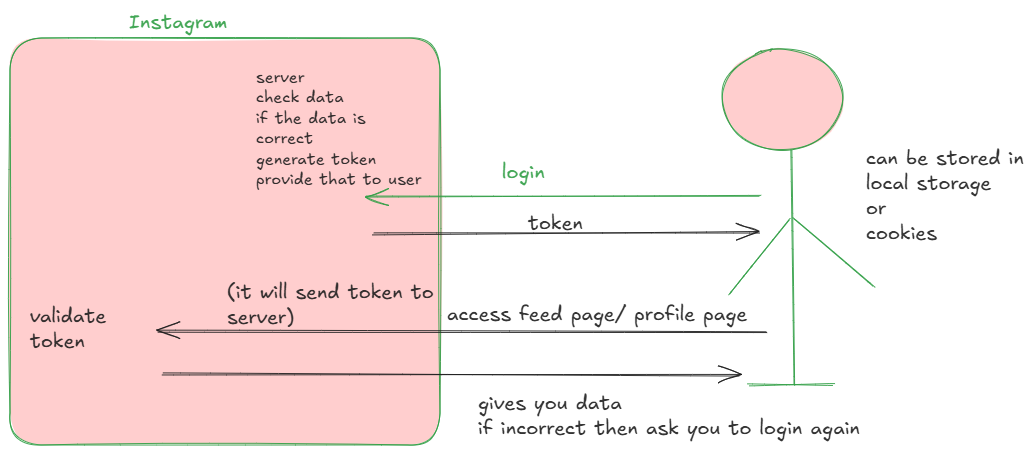 Instagram
server
check data
if the data is
correct
generate token
provide that to user
login
can be stored in
local storage
or
cookies
token
(it will send token to
server)
access feed page/ profile page
validate
token
gives you data
if incorrect then ask you to login again